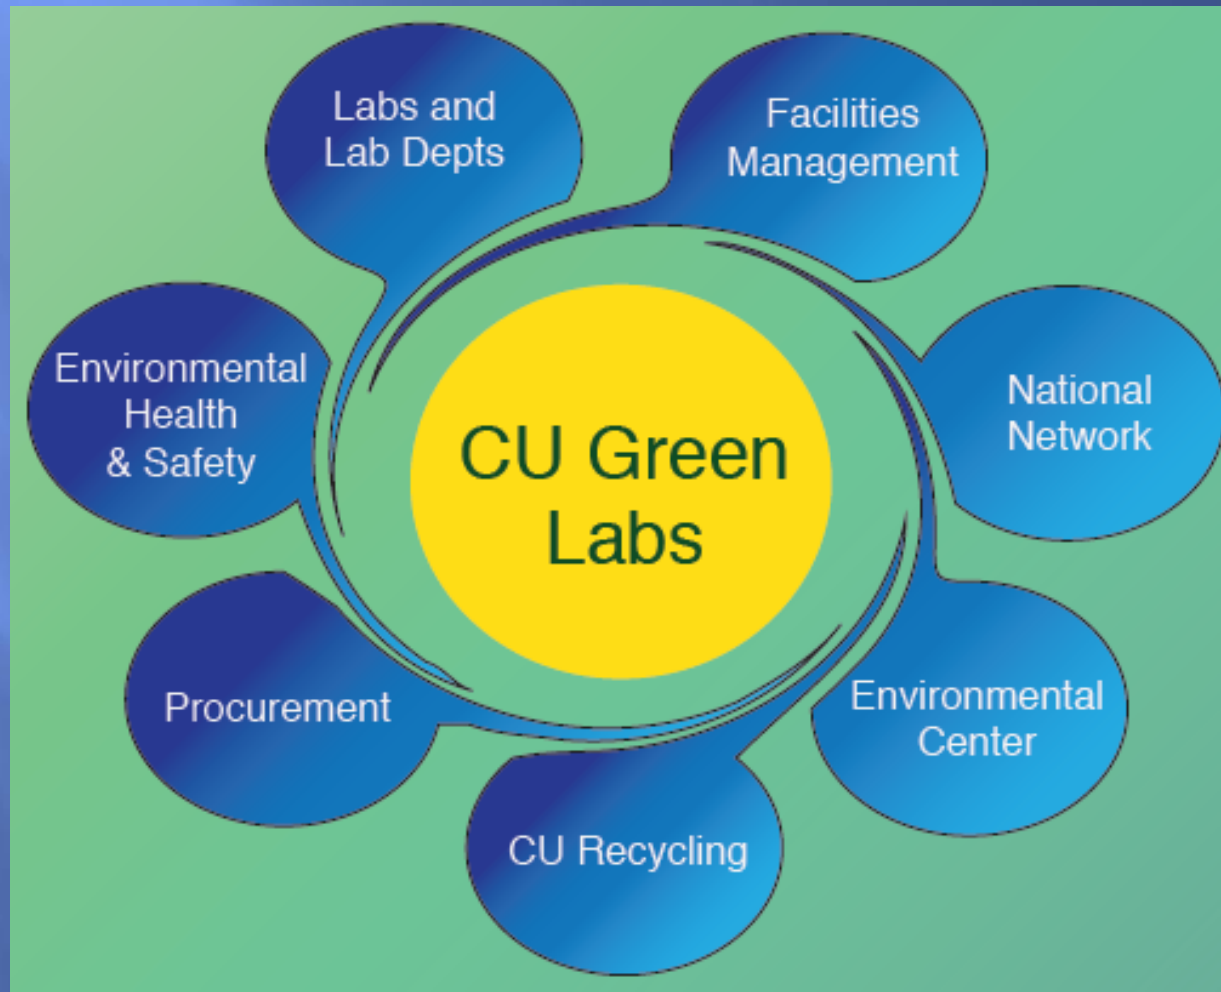 Labs and
Lab Depts
Facilities
Management
Environmental
Health
& Safety
National
Network
CU Green
Labs
Procurement
Environmental
Center
CU Recycling